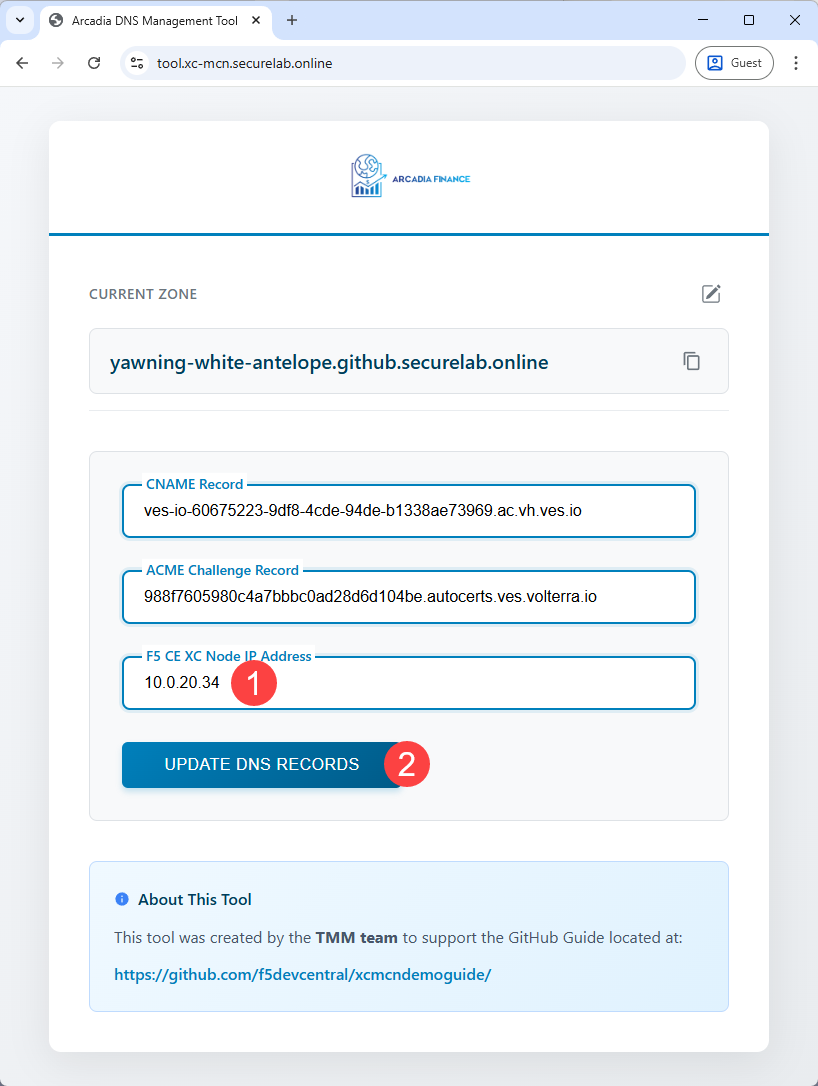 Arcadia DNS Management Tool
tool.xc-mcn.securelab.online
Guest
ARCADIA FINANCE
CURRENT ZONE
yawning-white-antelope.github.securelab.online
CNAME Record
ves-io-60675223-9df8-4cde-94de-b1338ae73969.ac.vh.ves.io
ACME Challenge Record
988f7605980c4a7bbbc0ad28d6d104be.autocerts.ves.volterra.io
F5 CE XC Node IP Address
10.0.20.34 1
UPDATE DNS RECORDS 2
About This Tool
This tool was created by the TMM team to support the GitHub Guide located at:
https://github.com/f5devcentral/xcmcndemoguide/